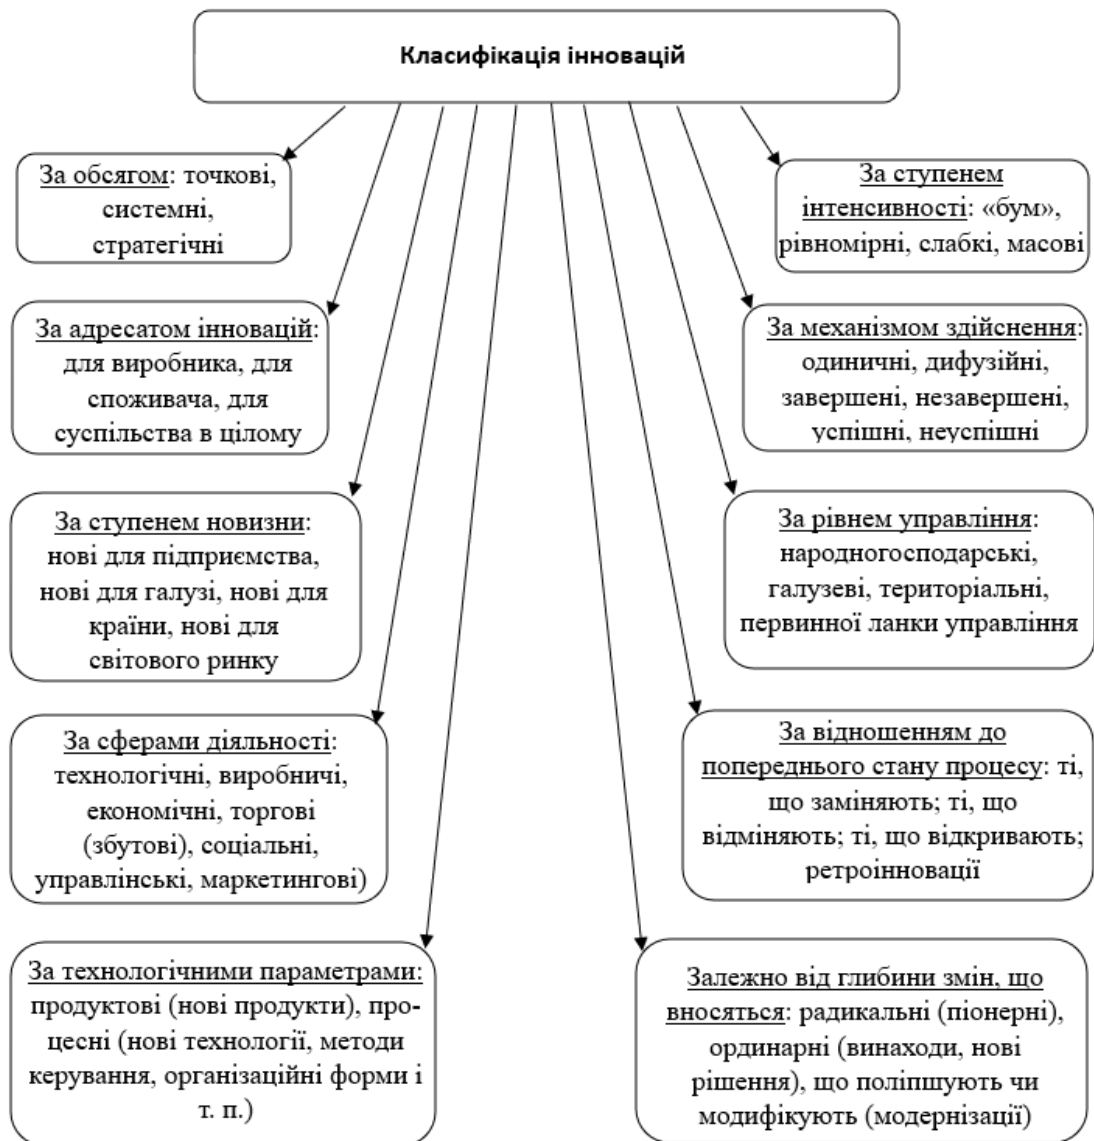 Класифікація інновацій
За обсягом: точкові,
системні,
стратегічні
За адресатом інновацій:
для виробника, для
споживача, для
суспільства в цілому
За ступенем новизни:
нові для підприємства,
нові для галузі, нові для
країни, нові для
світового ринку
За сферами діяльності:
технологічні, виробничі,
економічні, торгові
(збутові), соціальні,
управлінські, маркетингові)
За технологічними параметрами:
продуктові (нові продукти), про-
цесні (нові технології, методи
керування, організаційні форми і
т. п.)
За ступенем
інтенсивності: «бум»,
рівномірні, слабкі, масові
За механізмом здійснення:
одиничні, дифузійні,
завершені, незавершені,
успішні, неуспішні
За рівнем управління:
народногосподарські,
галузеві, територіальні,
первинної ланки управління
За відношенням до
попереднього стану процесу: ті,
що заміняють; ті, що
відміняють; ті, що відкривають;
ретроінновації
Залежно від глибини змін, що
вносяться: радикальні (піонерні),
ординарні (винаходи, нові
рішення), що поліпшують чи
модифікують (модернізації)